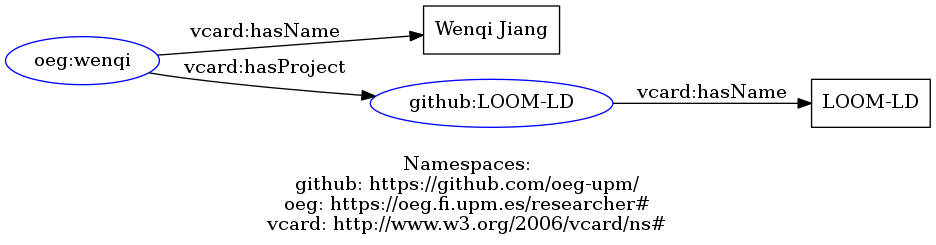 vcard:hasName
Wenqi Jiang
oeg:wenqi
vcard:hasProject
github:LOOM-LD
vcard:hasName
LOOM-LD
Namespaces:
github: https://github.com/oeg-upm/
oeg: https://oeg.fi.upm.es/researcher#
vcard: http://www.w3.org/2006/vcard/ns#